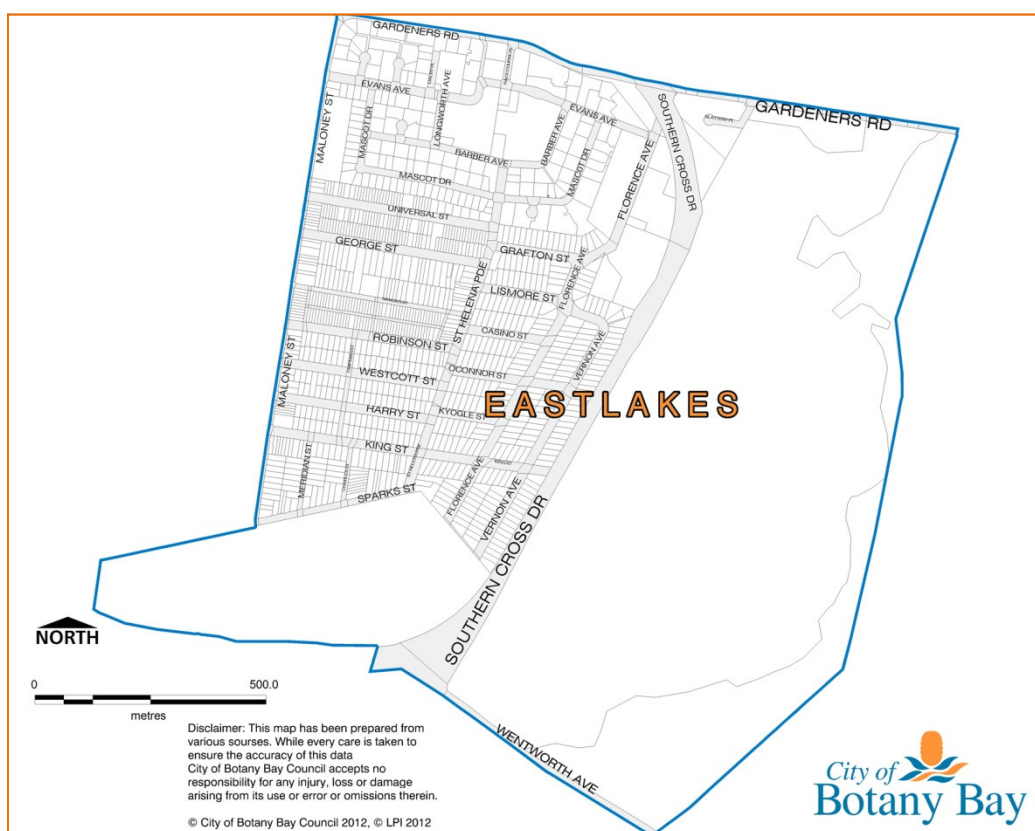 GARDENERS RD
EVANS AVE
LONGWORTH AVE
MALONEY ST
MASCOT DR
BARBER AVE
MASCOT DR
UNIVERSAL ST
GEORGE ST
BARBER AVE
EVANS AVE
MASCOT DR
FLORENCE AVE
SOUTHERN CROSS DR
SLATTERY PL
GARDENERS RD
GRAFTON ST
LISMORE ST
FLORENCE AVE
ST HELENA PDE
CASINO ST
ROBINSON ST
OCONNOR ST
VERNON AVE
WESTCOTT ST
MALONEY ST
HARRY ST
KYOGLE ST
EASTLAKES
KING ST
MERIDIAN ST
SPARKS ST
FLORENCE AVE
VERNON AVE
SOUTHERN CROSS DR
WENTWORTH AVE
NORTH
0 500.0
metres
Disclaimer: This map has been prepared from
various sourses. While every care is taken to
ensure the accuracy of this data
City of Botany Bay Council accepts no
responsibility for any injury, loss or damage
arising from its use or error or omissions therein.
© City of Botany Bay Council 2012, © LPI 2012
City of
Botany Bay